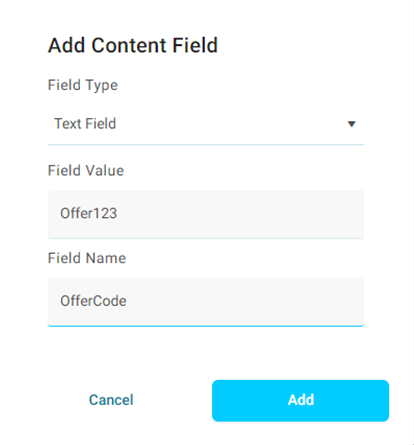 Add Content Field
Field Type
Text Field
Field Value
Offer123
Field Name
OfferCode
Cancel Add